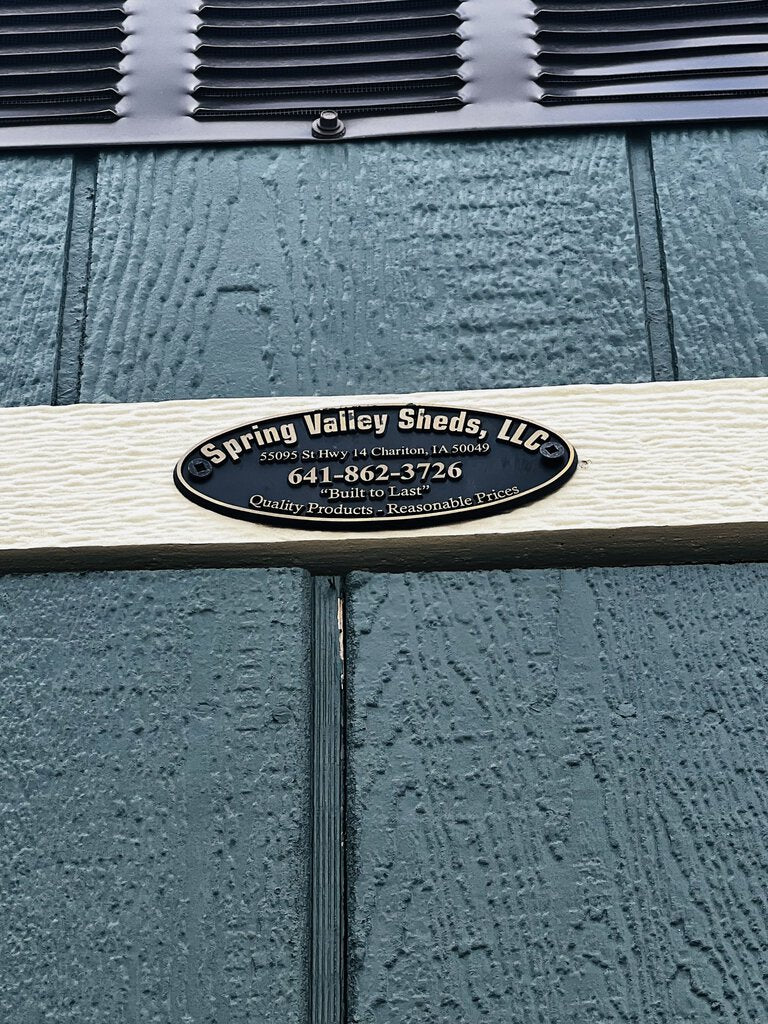 Spring Valley Sheds, LLC
55095 St Hwy 14 Chariton, IA 50049
641-862-3726
“Built to Last”
Quality Products - Reasonable Prices